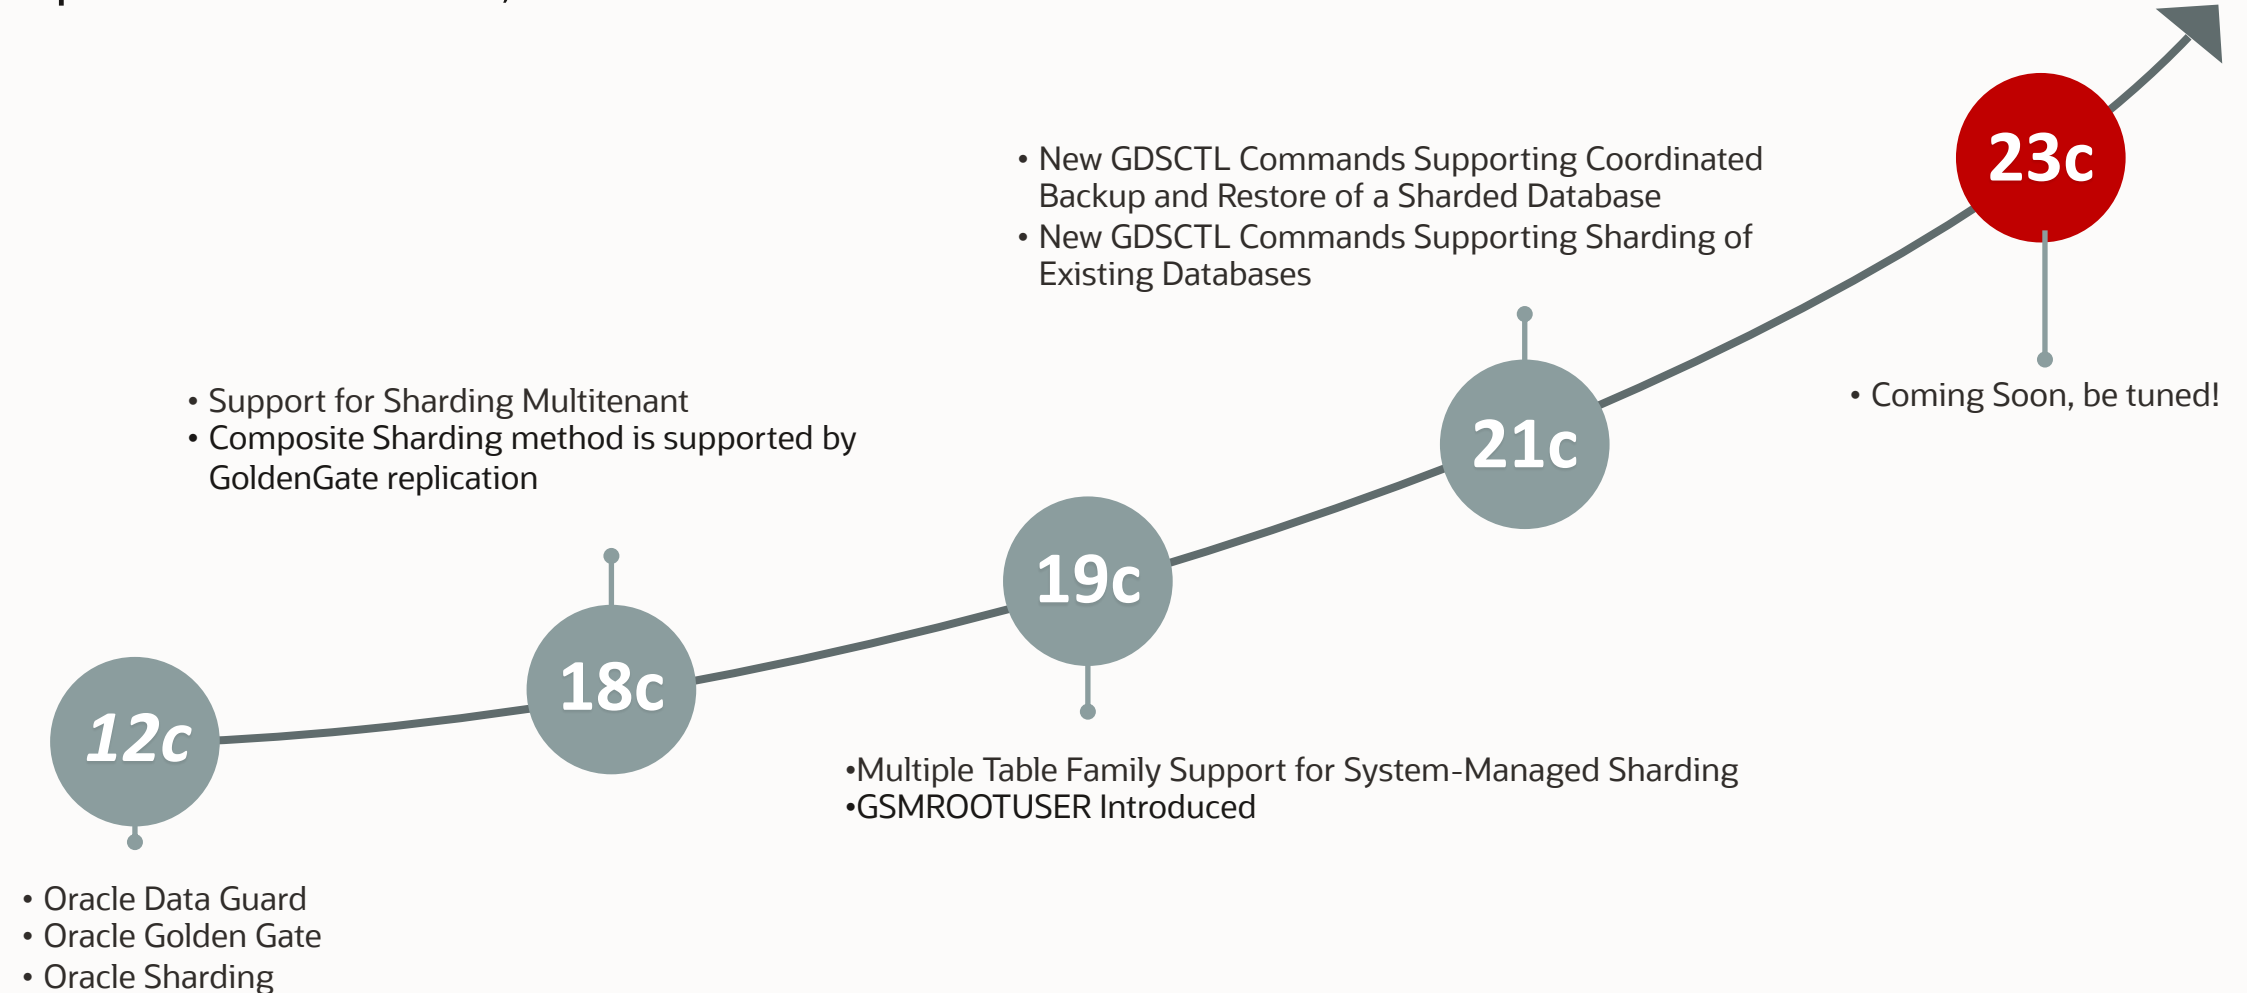 • New GDSCTL Commands Supporting Coordinated
Backup and Restore of a Sharded Database
• New GDSCTL Commands Supporting Sharding of
Existing Databases
23c
• Coming Soon, be tuned!
21c
• Support for Sharding Multitenant
• Composite Sharding method is supported by
GoldenGate replication
19c
18c
12c
•Multiple Table Family Support for System-Managed Sharding
•GSMROOTUSER Introduced
• Oracle Data Guard
• Oracle Golden Gate
• Oracle Sharding